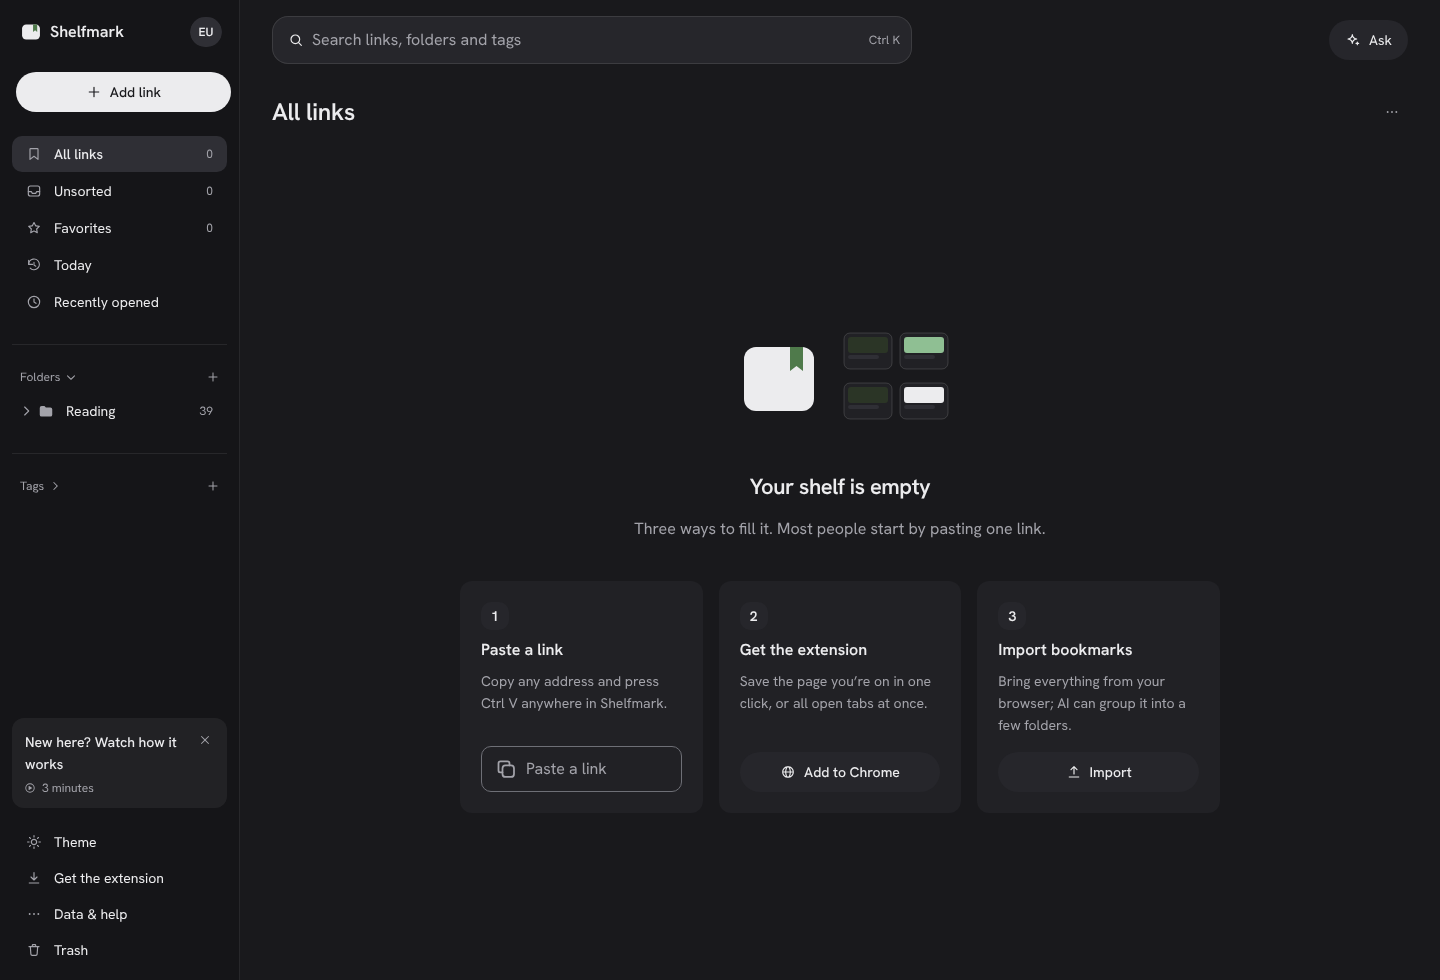 Shelfmark
EU
Add link
All links 0
Unsorted 0
Favorites 0
Today
Recently opened
Folders
Reading 39
Tags
New here? Watch how it
works
3 minutes
Theme
Get the extension
Data & help
Trash
Search links, folders and tags Ctrl K
Ask
All links
Your shelf is empty
Three ways to fill it. Most people start by pasting one link.
1
Paste a link
Copy any address and press
Ctrl V anywhere in Shelfmark.
Paste a link
2
Get the extension
Save the page you’re on in one
click, or all open tabs at once.
Add to Chrome
3
Import bookmarks
Bring everything from your
browser; AI can group it into a
few folders.
Import